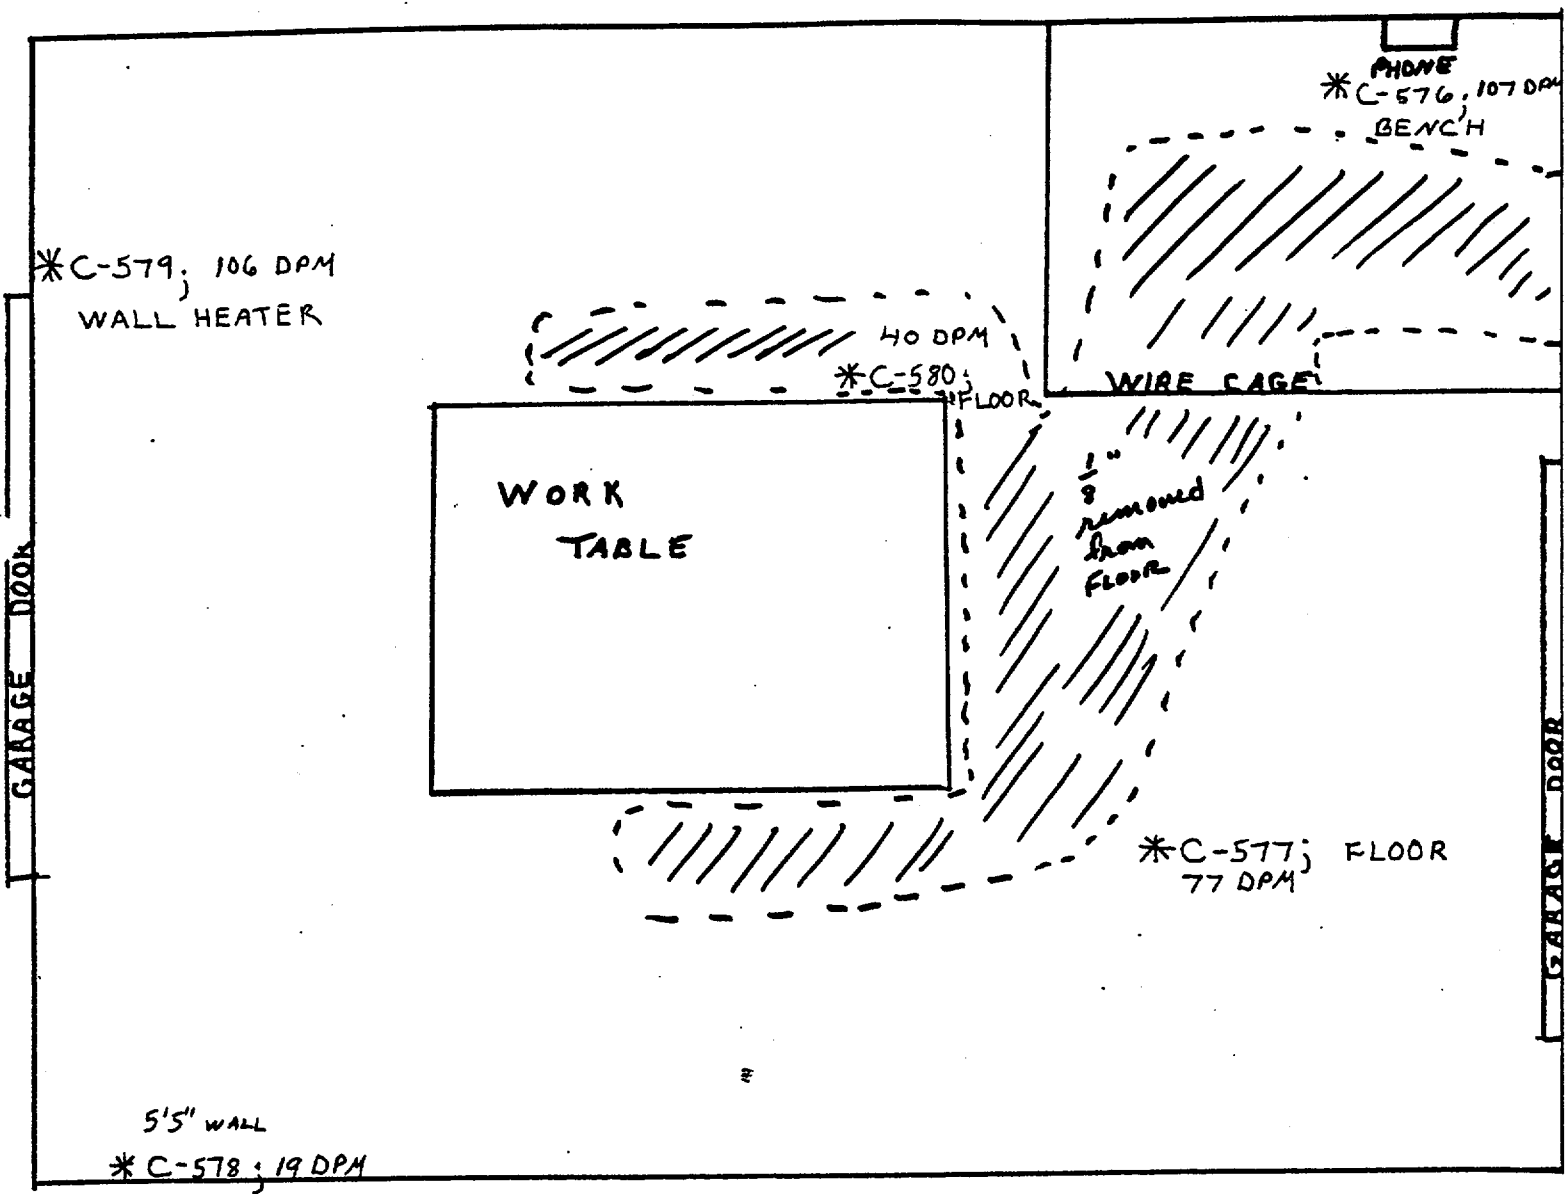 PHONE
C-576; 107 DPM
BENCH
C-579; 106 DPM
WALL HEATER
40 DPM
C-580;
FLOOR
WIRE CAGE
WORK
TABLE
1/8"
removed
from
FLOOR
GARAGE DOOR
GARAGE DOOR
C-577; FLOOR
77 DPM
5'5" WALL
C-578; 19 DPM